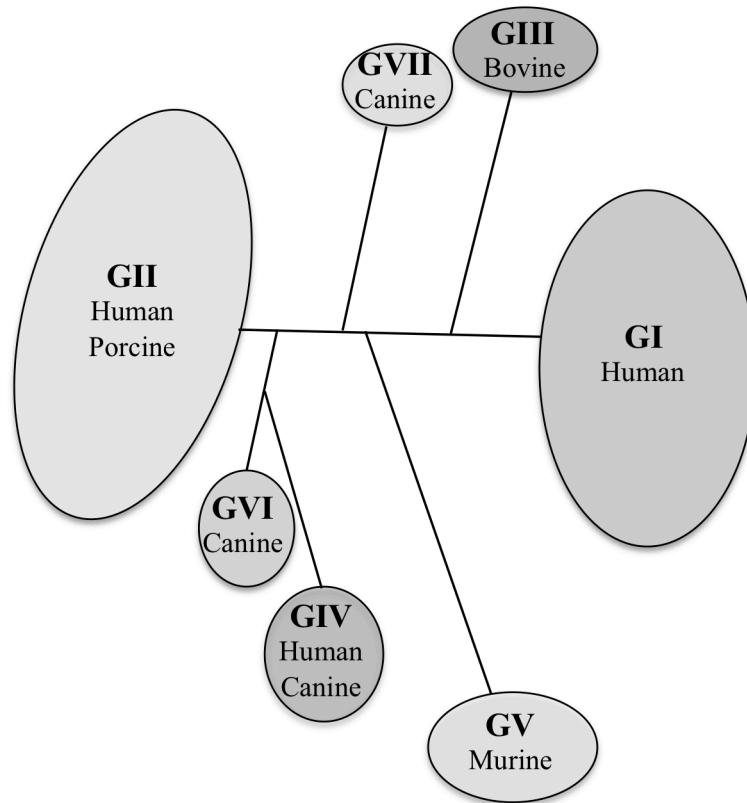 GIII
Bovine
GVII
Canine
GII
Human
Porcine
GI
Human
GVI
Canine
GIV
Human
Canine
GV
Murine